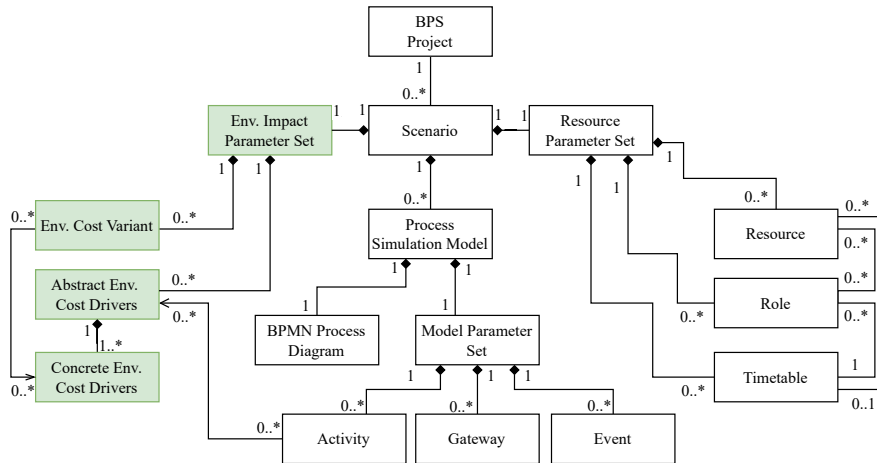 BPS
Project
1
0..*
Env. Impact
Parameter Set
1
1
Scenario
1
1
Resource
Parameter Set
1
1
1
1
1
1
0..*
0..*
0..*
0..*
Env. Cost Variant
Process
Simulation Model
Resource
0..*
0..*
Abstract Env.
Cost Drivers
1
1
0..*
0..*
1
1
1
Role
0..*
0..*
1..*
BPMN Process
Diagram
Model Parameter
Set
Concrete Env.
Cost Drivers
1
0..*
1
1
1
Timetable
0..*
0..1
0..*
0..*
0..*
0..*
Activity
Gateway
Event